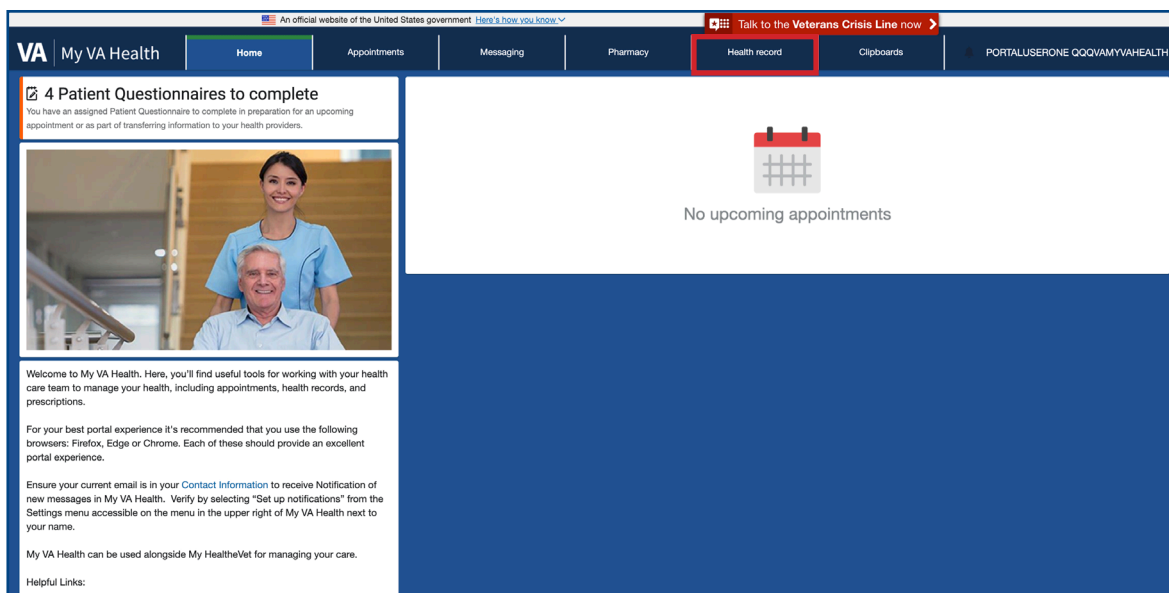 An official website of the United States government Here's how you know
Talk to the Veterans Crisis Line now
VA My VA Health
Home
Appointments
Messaging
Pharmacy
Health record
Clipboards
PORTALUSERONE QQQVAMYVAHEALTH
4 Patient Questionnaires to complete
You have an assigned Patient Questionnaire to complete in preparation for an upcoming
appointment or as part of transferring information to your health providers.
No upcoming appointments
Welcome to My VA Health. Here, you'll find useful tools for working with your health
care team to manage your health, including appointments, health records, and
prescriptions.
For your best portal experience it's recommended that you use the following
browsers: Firefox, Edge or Chrome. Each of these should provide an excellent
portal experience.
Ensure your current email is in your Contact Information to receive Notification of
new messages in My VA Health. Verify by selecting “Set up notifications” from the
Settings menu accessible on the menu in the upper right of My VA Health next to
your name.
My VA Health can be used alongside My HealtheVet for managing your care.
Helpful Links: